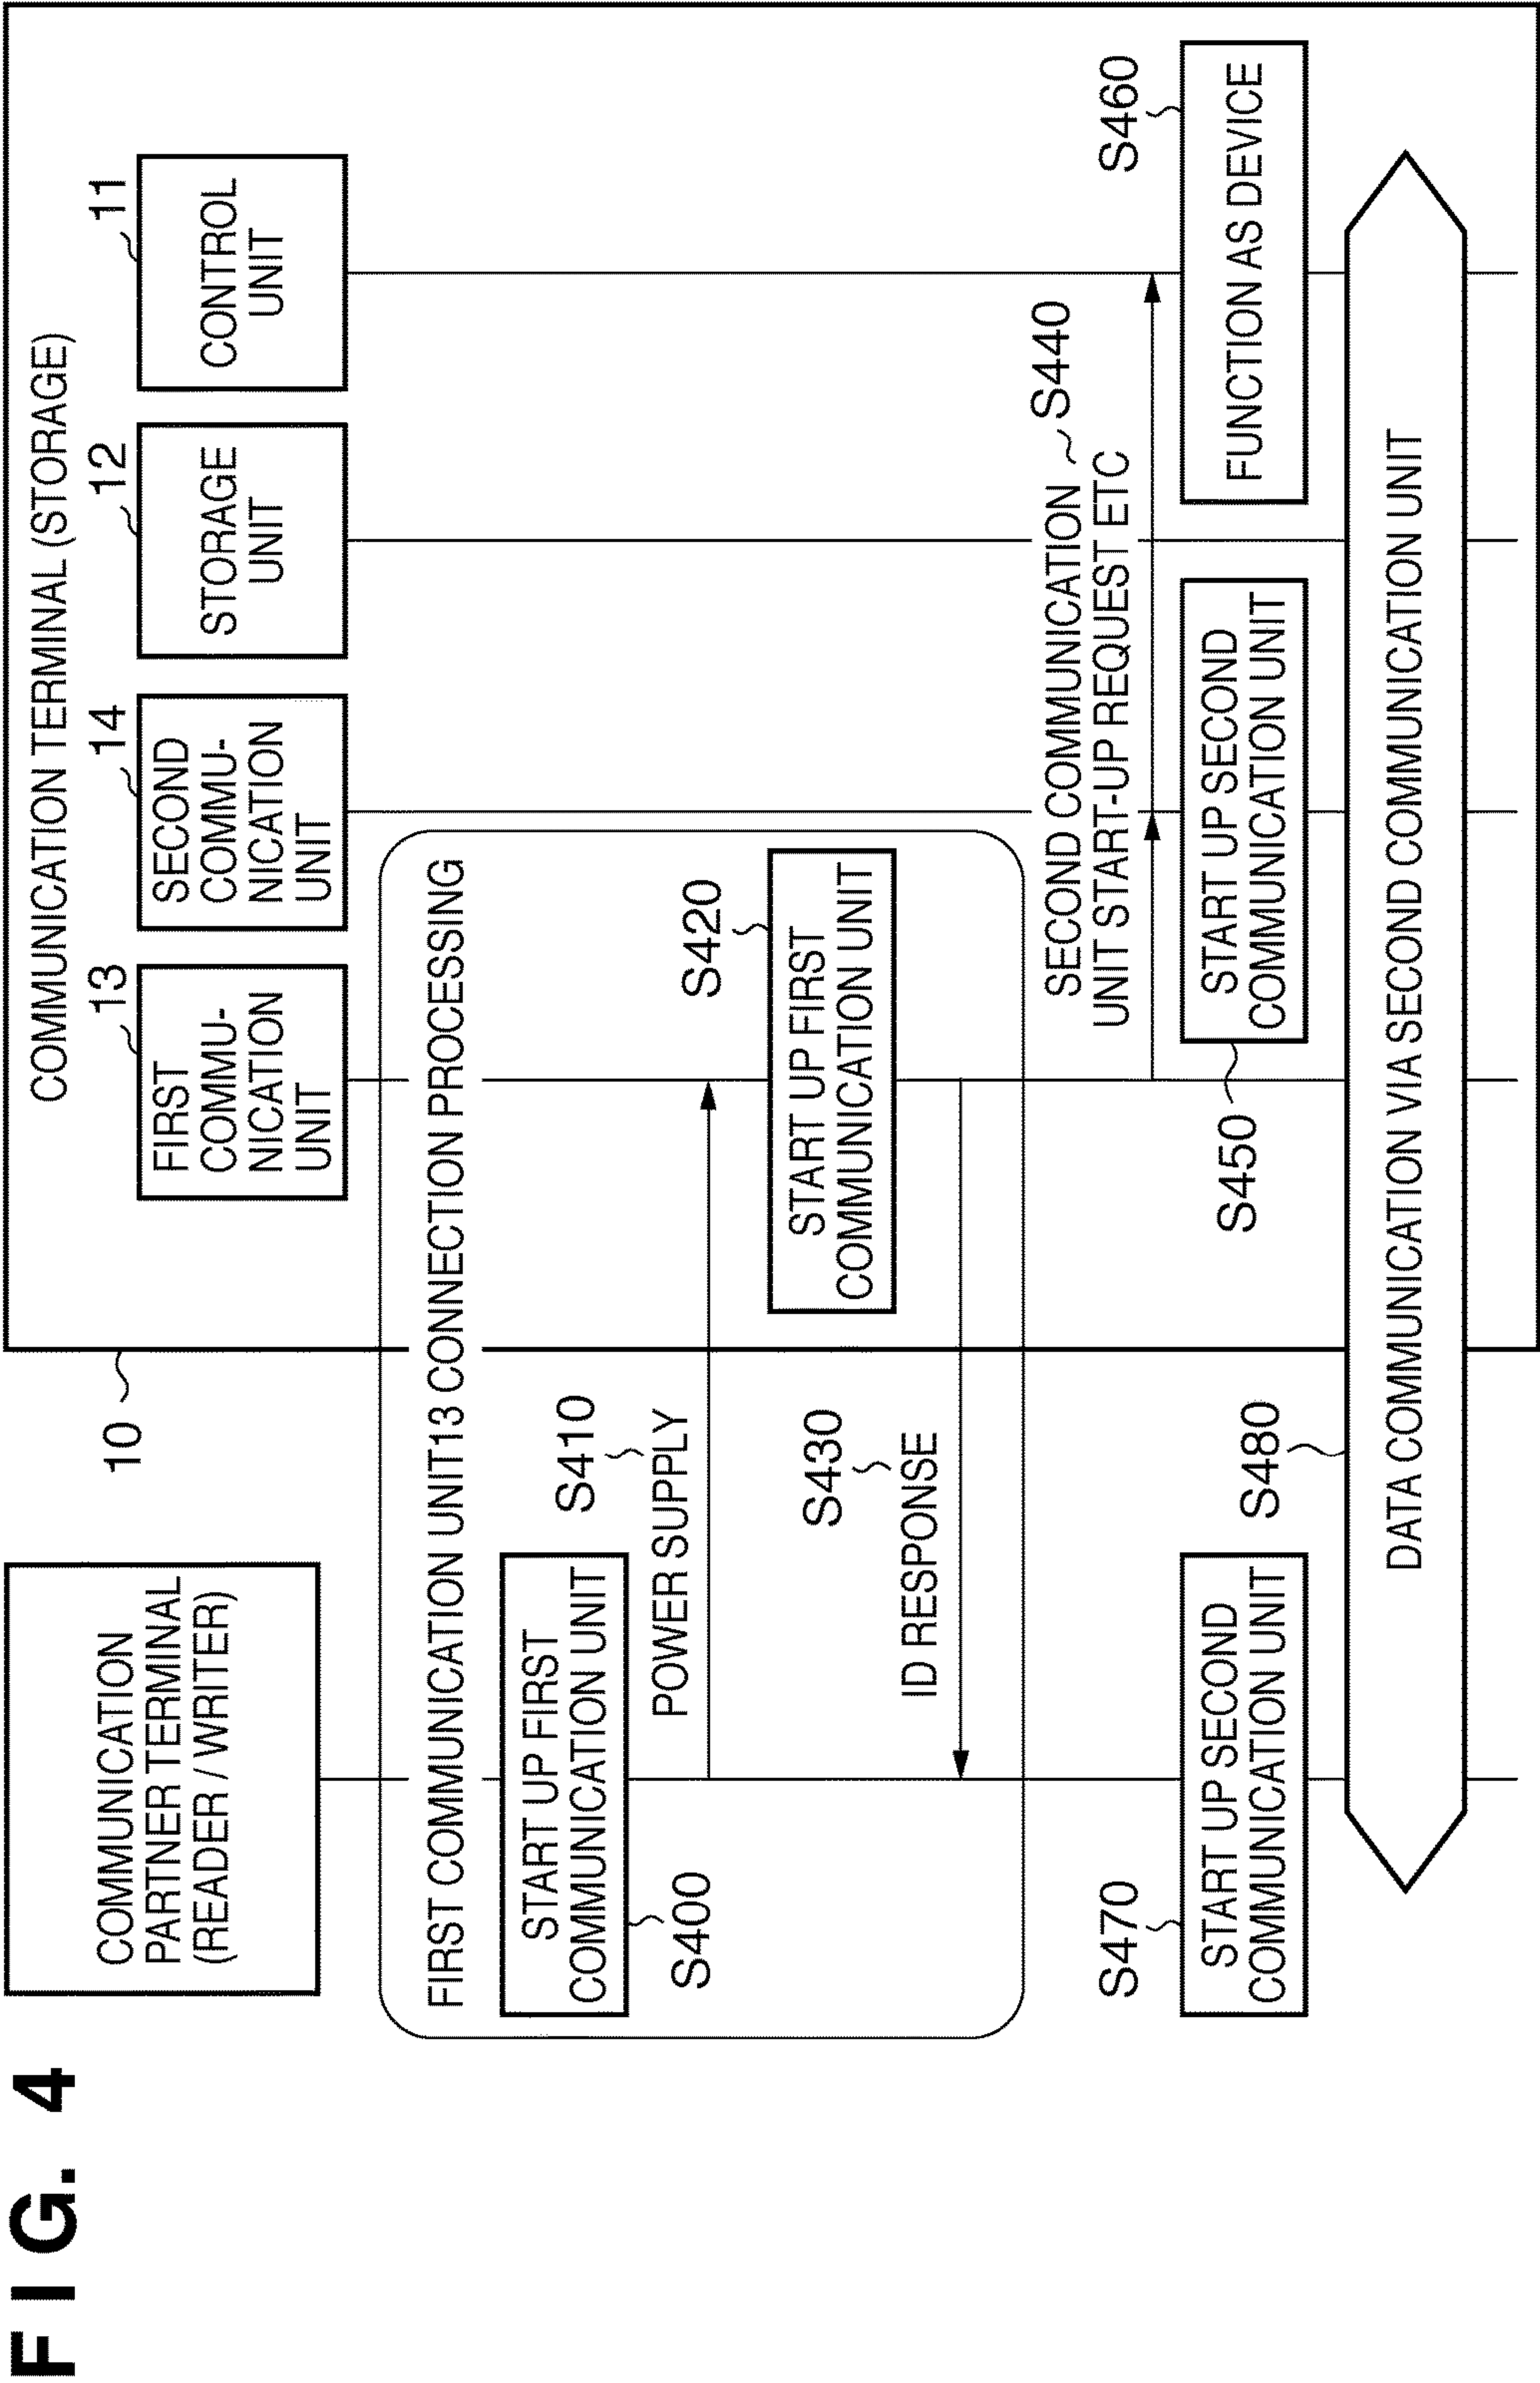 FIG. 4
COMMUNICATION
PARTNER TERMINAL
(READER / WRITER)
10
COMMUNICATION TERMINAL (STORAGE)
13
FIRST
COMMU-
NICATION
UNIT
14
SECOND
COMMU-
NICATION
UNIT
12
STORAGE
UNIT
11
CONTROL
UNIT
FIRST COMMUNICATION UNIT13 CONNECTION PROCESSING
START UP FIRST
COMMUNICATION UNIT
S400
S410
POWER SUPPLY
S420
START UP FIRST
COMMUNICATION UNIT
S430
ID RESPONSE
S440
SECOND COMMUNICATION
UNIT START-UP REQUEST ETC
S470
START UP SECOND
COMMUNICATION UNIT
S450
START UP SECOND
COMMUNICATION UNIT
S460
FUNCTION AS DEVICE
S480
DATA COMMUNICATION VIA SECOND COMMUNICATION UNIT